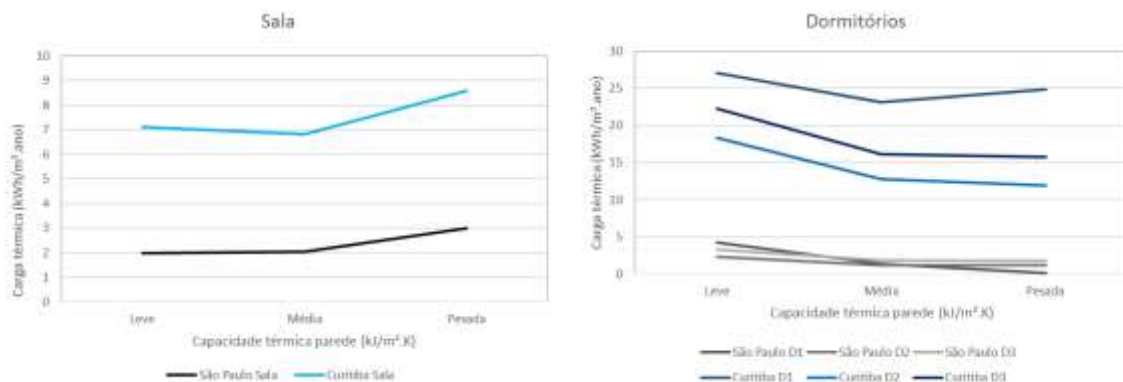 Sala
10
9
8
7
6
5
4
3
2
1
0
Carga térmica (kWh/m².ano)
Leve Média Pesada
Capacidade térmica parede (kJ/m².K)
São Paulo Sala Curitiba Sala
Dormitórios
30
25
20
15
10
5
0
Carga térmica (kWh/m².ano)
Leve Média Pesada
Capacidade térmica parede (kJ/m².K)
São Paulo D1 São Paulo D2 São Paulo D3
Curitiba D1 Curitiba D2 Curitiba D3